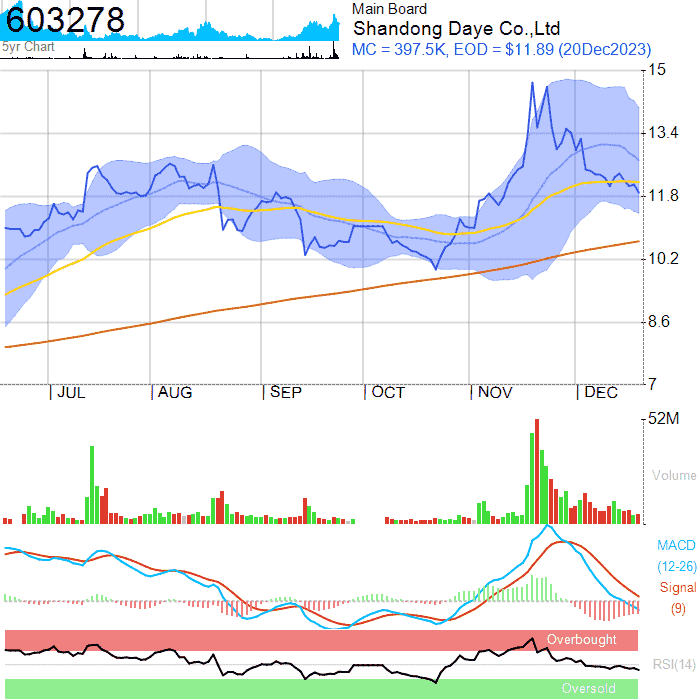 603278
5yr Chart
Main Board
Shandong Daye Co.,Ltd
MC = 397.5K, EOD = $11.89 (20Dec2023)
15
13.4
11.8
10.2
8.6
7
JUL AUG SEP OCT NOV DEC
52M
Volume
MACD
(12-26)
Signal
(9)
Overbought
RSI(14)
Oversold